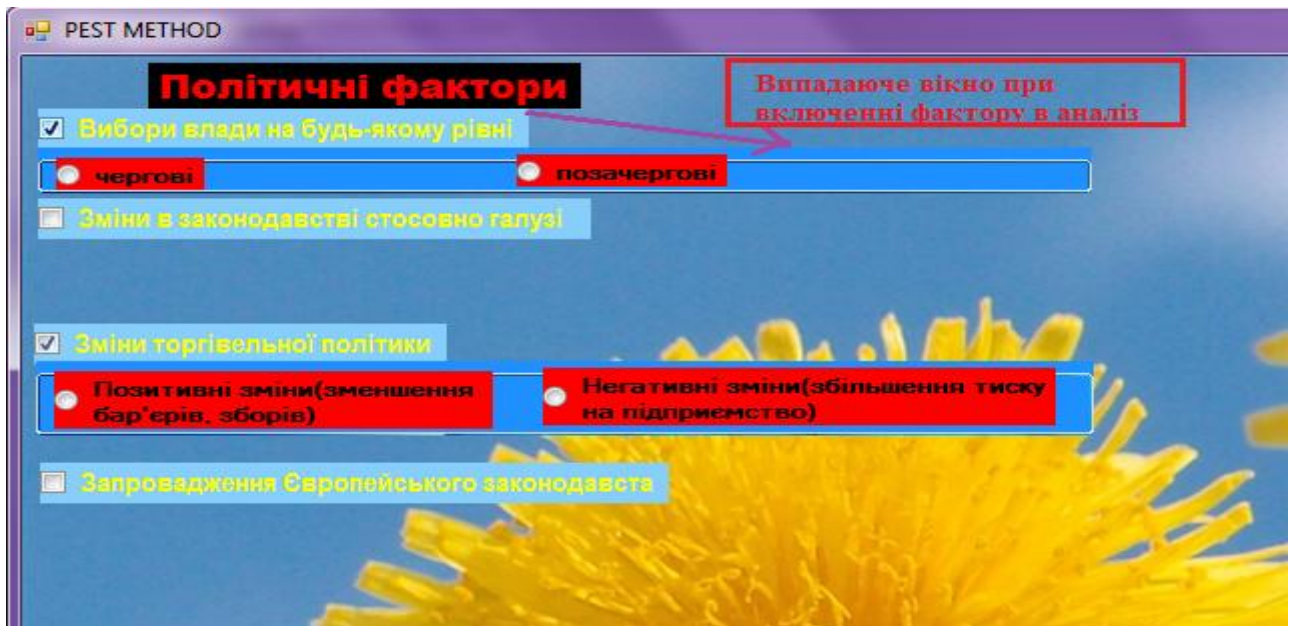 PEST METHOD
Політичні фактори
Випадаюче вікно при
включенні фактору в аналіз
Вибори влади на будь-якому рівні
чергові
позачергові
Зміни в законодавстві стосовно галузі
Зміни торгівельної політики
Позитивні зміни(зменшення
бар'єрів, зборів)
Негативні зміни(збільшення тиску
на підприємство)
Запровадження Європейського законодавста